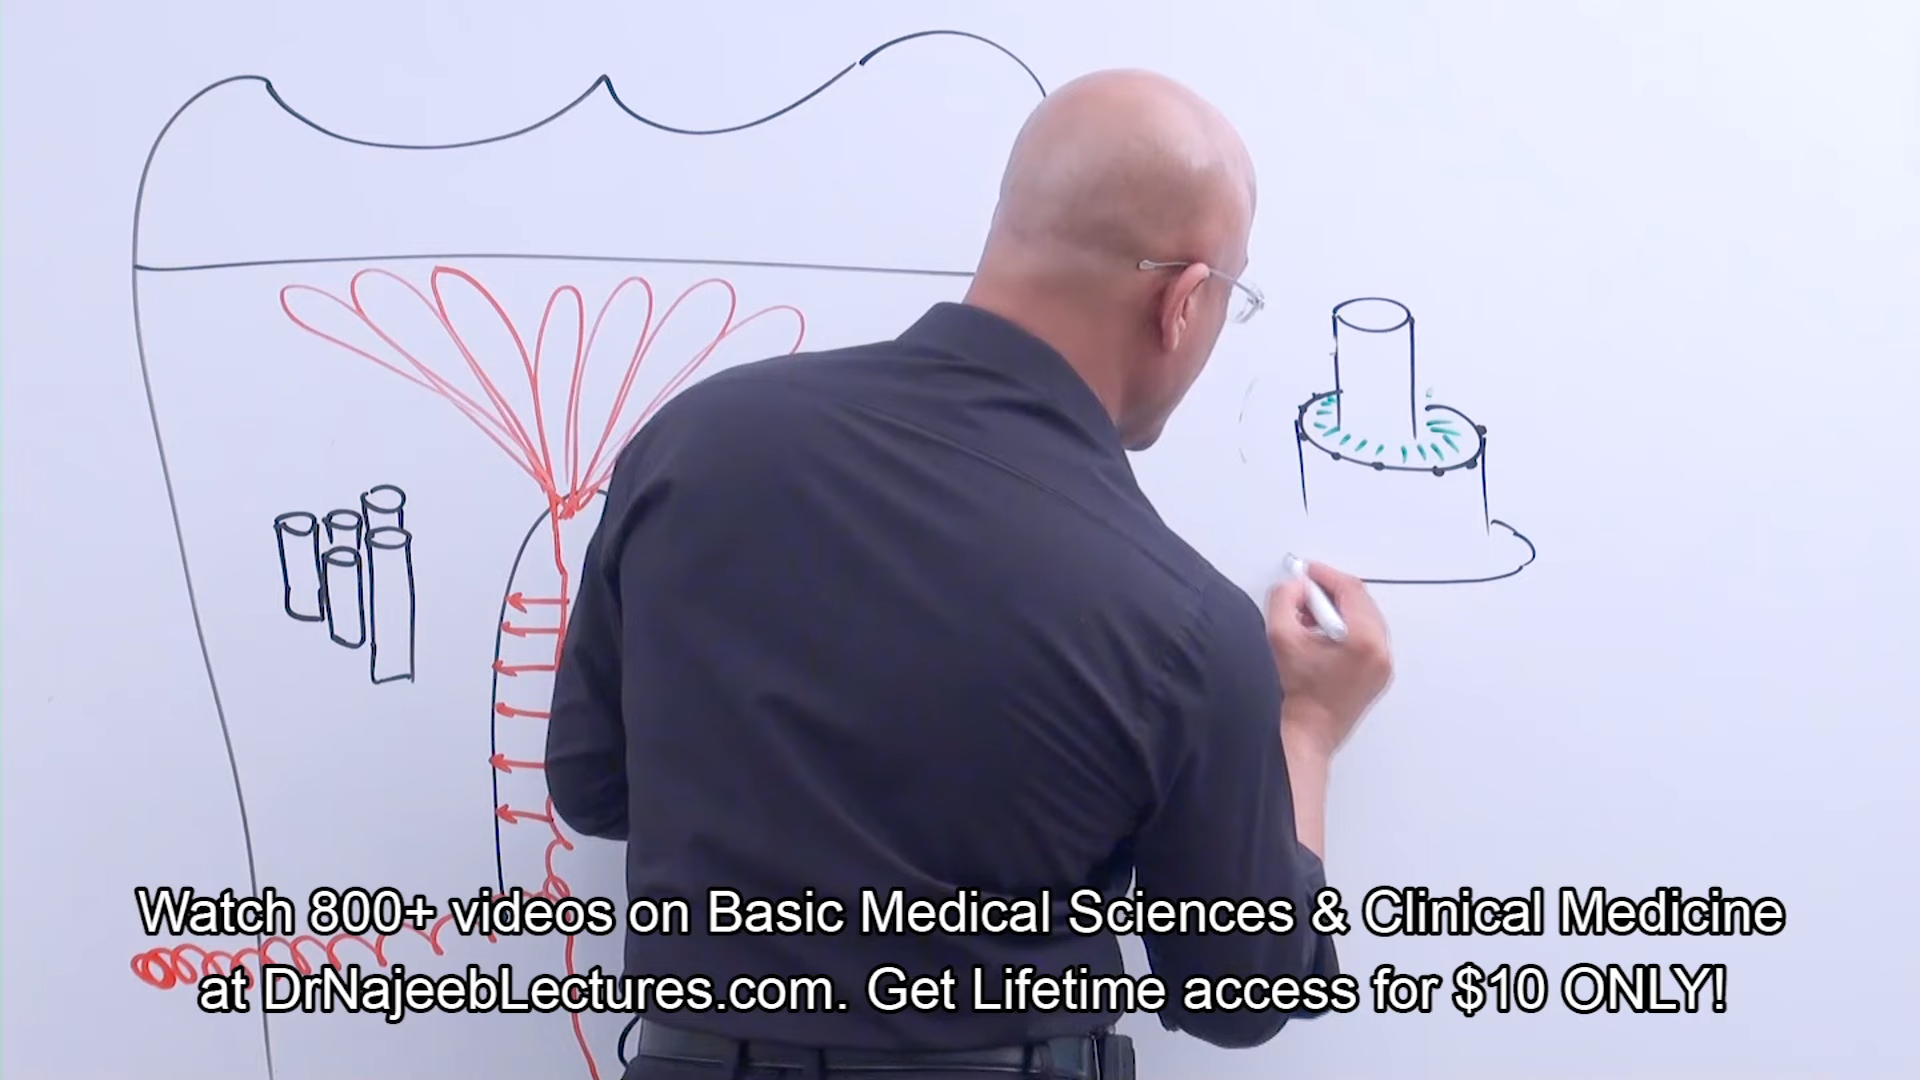 Watch 800+ videos on Basic Medical Sciences & Clinical Medicine
at DrNajeebLectures.com. Get Lifetime access for $10 ONLY!